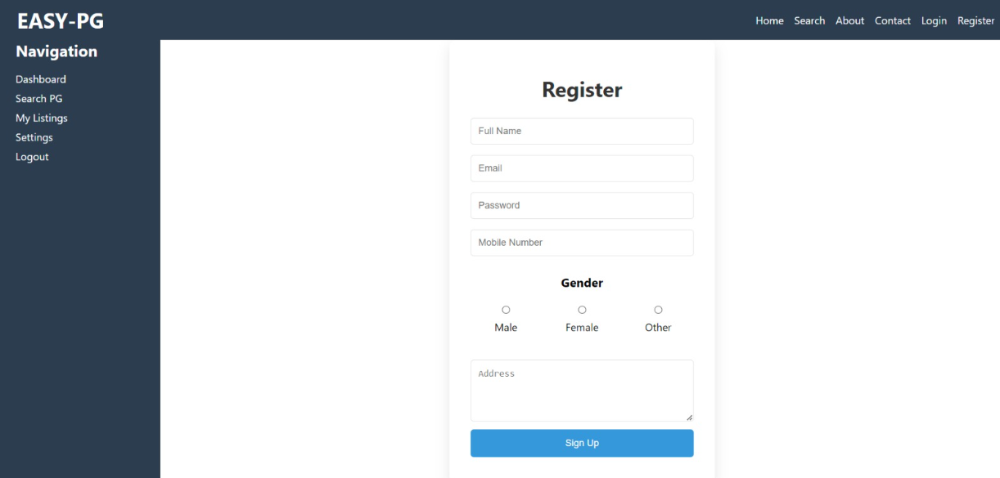 EASY-PG
Home Search About Contact Login Register
Navigation
Dashboard
Search PG
My Listings
Settings
Logout
Register
Full Name
Email
Password
Mobile Number
Gender
Male Female Other
Address
Sign Up